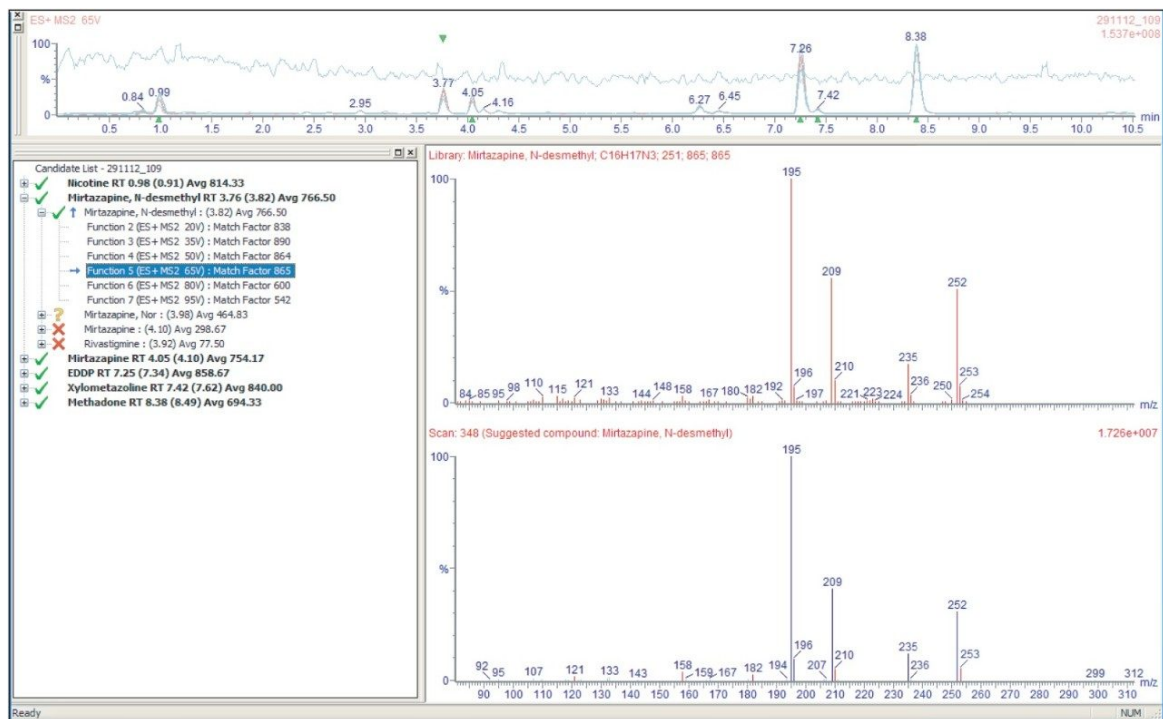 ES+ MS2 65V
291112_109
1.537e+008
100
%
0
0.84
0.99
2.95
3.77
4.05
4.16
6.27
6.45
7.26
7.42
8.38
min
0.5 1.0 1.5 2.0 2.5 3.0 3.5 4.0 4.5 5.0 5.5 6.0 6.5 7.0 7.5 8.0 8.5 9.0 9.5 10.0 10.5
Candidate List - 291112_109
Nicotine RT 0.98 (0.91) Avg 814.33
Mirtazapine, N-desmethyl RT 3.76 (3.82) Avg 766.50
Mirtazapine, N-desmethyl : (3.82) Avg 766.50
Function 2 (ES+ MS2 20V) : Match Factor 838
Function 3 (ES+ MS2 35V) : Match Factor 890
Function 4 (ES+ MS2 50V) : Match Factor 864
Function 5 (ES+ MS2 65V) : Match Factor 865
Function 6 (ES+ MS2 80V) : Match Factor 600
Function 7 (ES+ MS2 95V) : Match Factor 542
Mirtazapine, Nor : (3.98) Avg 464.83
Mirtazapine : (4.10) Avg 298.67
Rivastigmine : (3.92) Avg 77.50
Mirtazapine RT 4.05 (4.10) Avg 754.17
EDDP RT 7.25 (7.34) Avg 858.67
Xylometazoline RT 7.42 (7.62) Avg 840.00
Methadone RT 8.38 (8.49) Avg 694.33
Library: Mirtazapine, N-desmethyl; C16H17N3; 251; 865; 865
100
%
0
195
209
252
235
210
196
236
253
84 85 95 98 110 115 121 133 144 148 158 167 180 182 192 197 221 223 224 250 254
m/z
Scan: 348 (Suggested compound: Mirtazapine, N-desmethyl)
1.726e+007
100
%
0
195
209
252
235
196
210
253
92 95 107 121 133 143 158 159 167 182 194 207 236 299 312
m/z
90 100 110 120 130 140 150 160 170 180 190 200 210 220 230 240 250 260 270 280 290 300 310
Ready
NUM